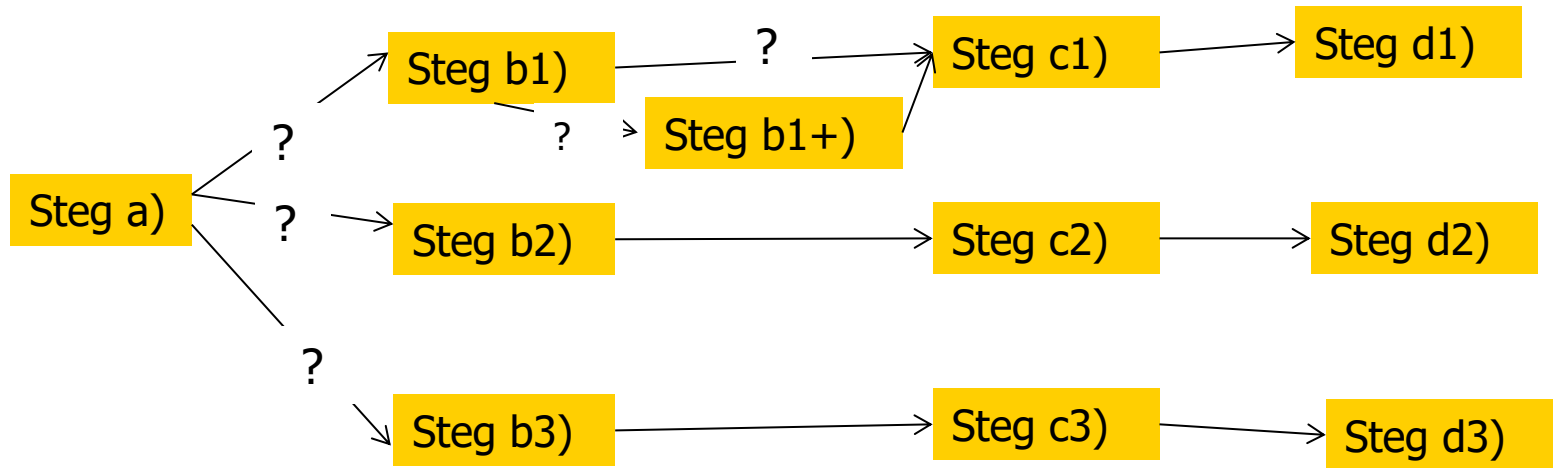 Steg a)
?
?
?
Steg b1)
?
?
Steg b1+)
Steg c1)
Steg d1)
Steg b2)
Steg c2)
Steg d2)
Steg b3)
Steg c3)
Steg d3)